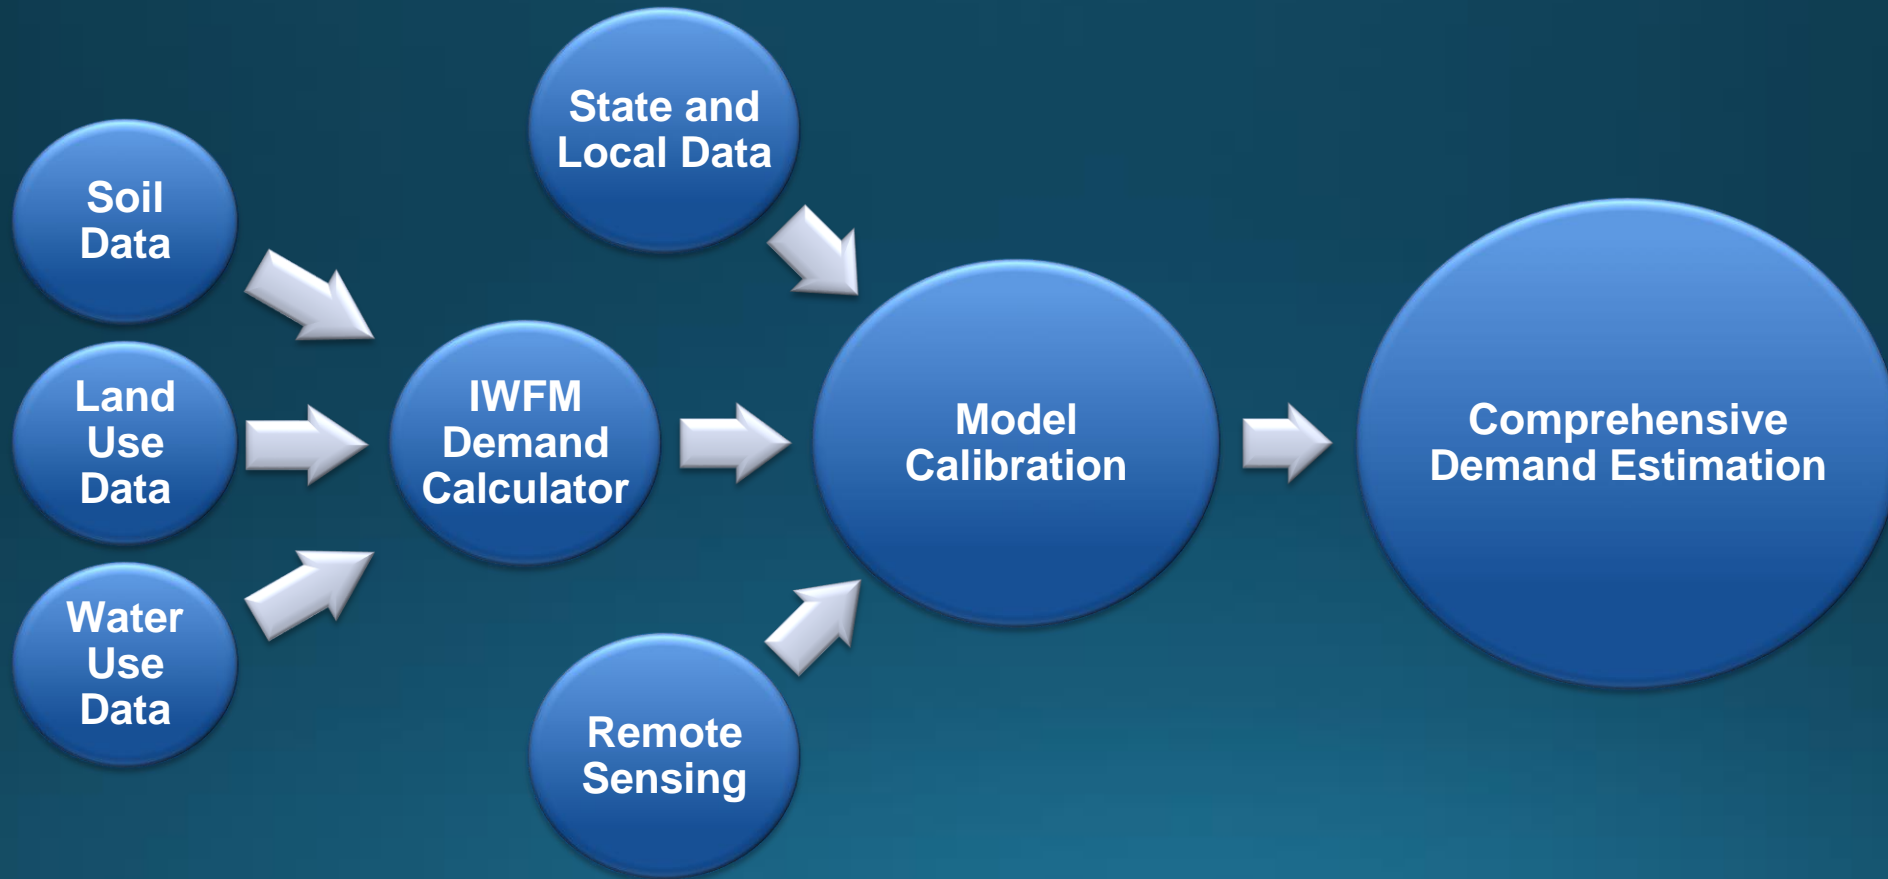 State and
Local Data
Soil
Data
Land
Use
Data
IWFM
Demand
Calculator
Model
Calibration
Comprehensive
Demand Estimation
Water
Use
Data
Remote
Sensing